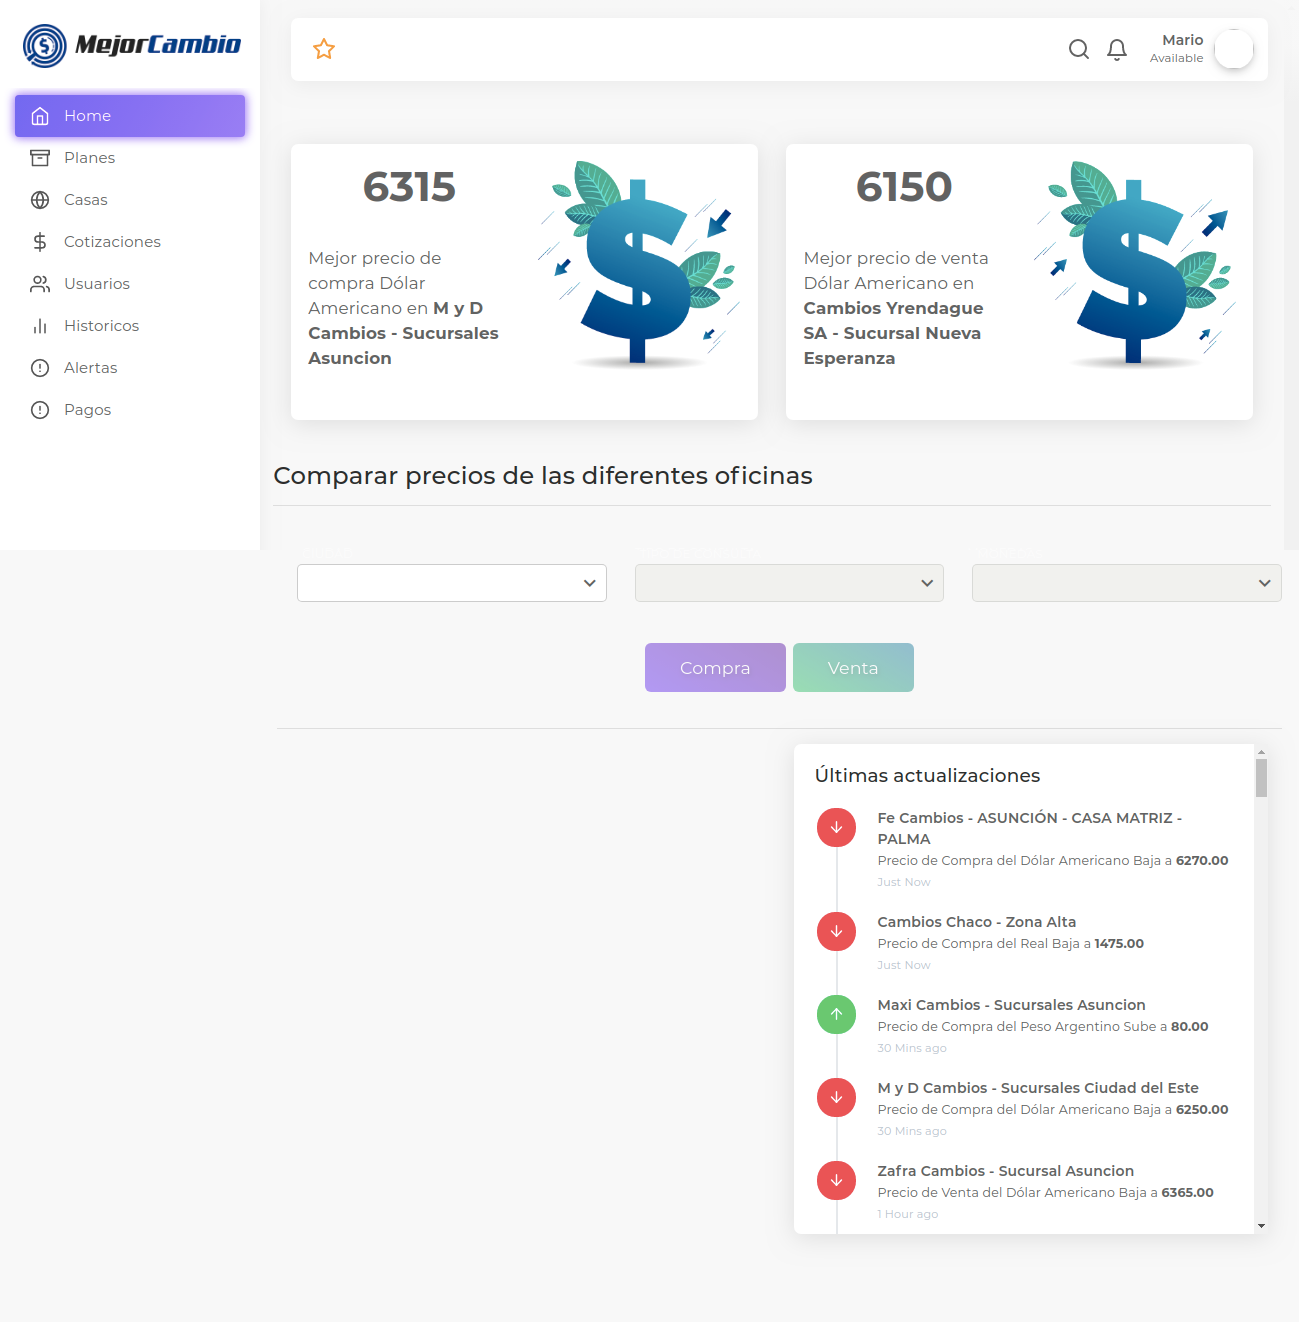 MejorCambio
Mario
Available
Home
Planes
Casas
Cotizaciones
Usuarios
Historicos
Alertas
Pagos
6315
Mejor precio de
compra Dólar
Americano en M y D
Cambios - Sucursales
Asuncion
6150
Mejor precio de venta
Dólar Americano en
Cambios Yrendague
SA - Sucursal Nueva
Esperanza
Comparar precios de las diferentes oficinas
Compra
Venta
Últimas actualizaciones
Fe Cambios - ASUNCIÓN - CASA MATRIZ -
PALMA
Precio de Compra del Dólar Americano Baja a 6270.00
Just Now
Cambios Chaco - Zona Alta
Precio de Compra del Real Baja a 1475.00
Just Now
Maxi Cambios - Sucursales Asuncion
Precio de Compra del Peso Argentino Sube a 80.00
30 Mins ago
M y D Cambios - Sucursales Ciudad del Este
Precio de Compra del Dólar Americano Baja a 6250.00
30 Mins ago
Zafra Cambios - Sucursal Asuncion
Precio de Venta del Dólar Americano Baja a 6365.00
1 Hour ago